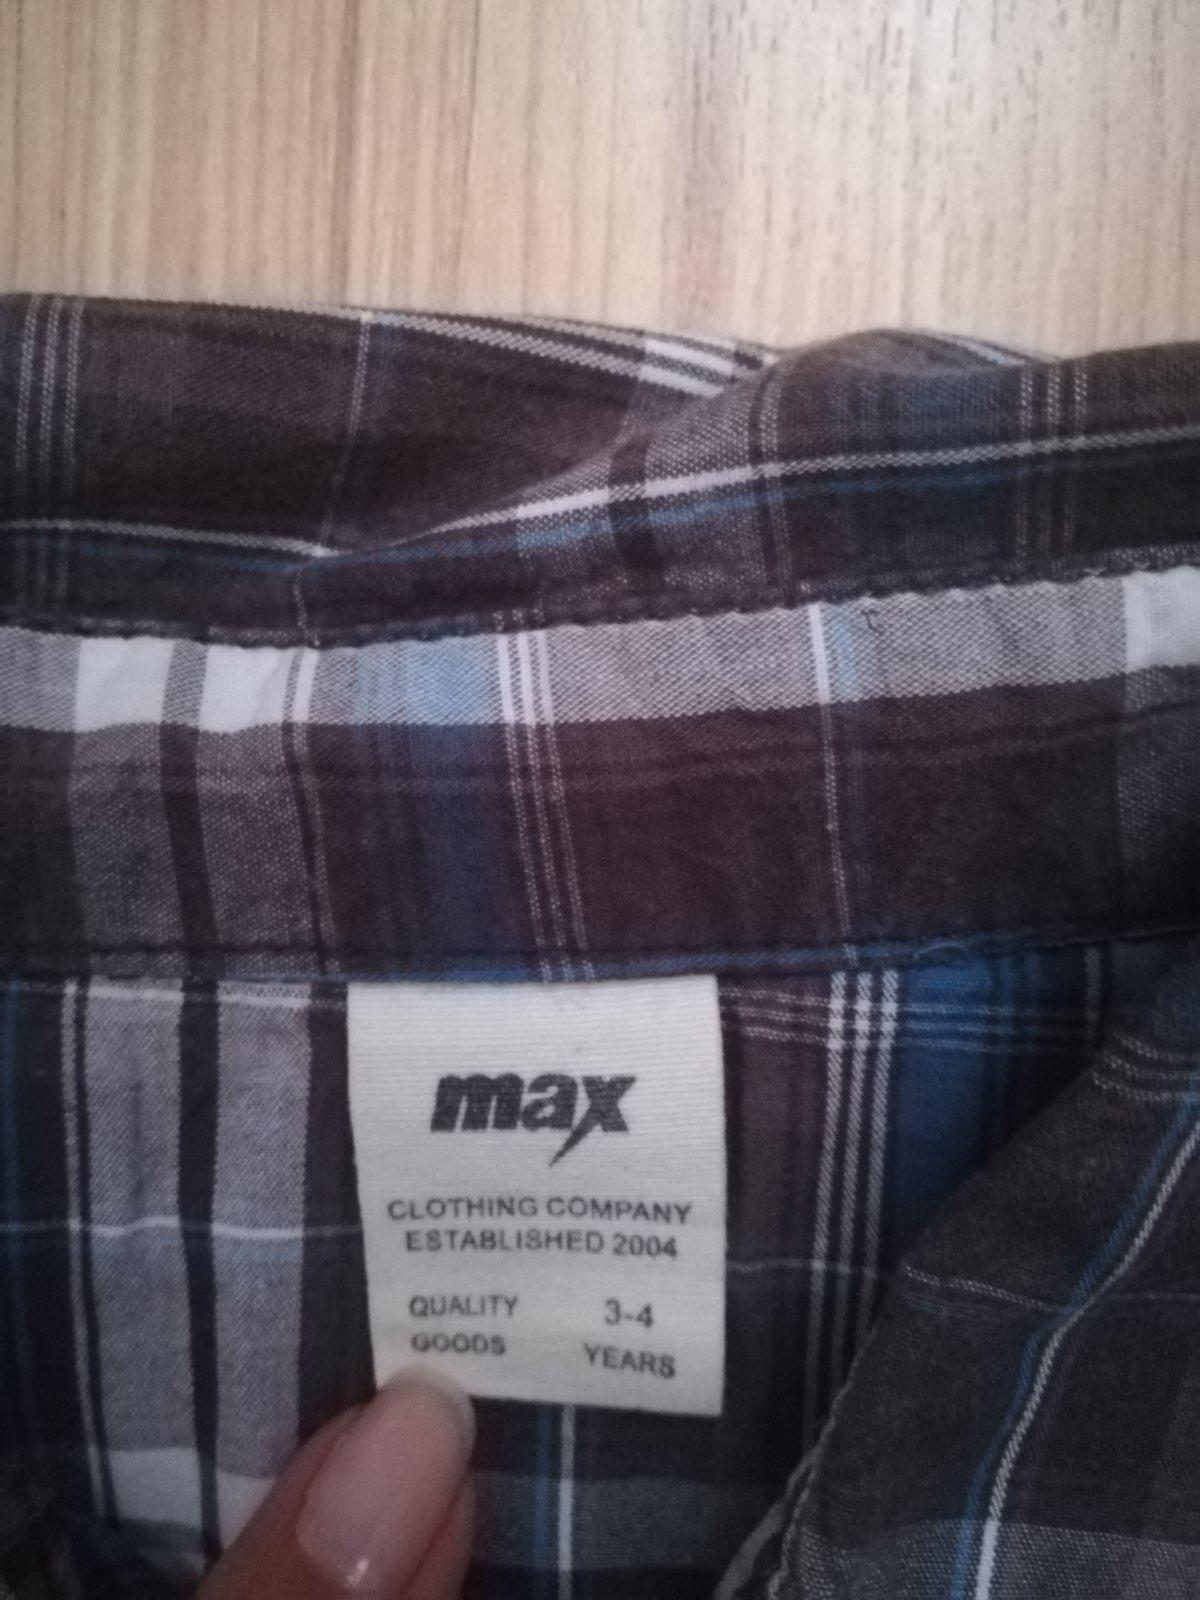 max
CLOTHING COMPANY
ESTABLISHED 2004
QUALITY 3-4
GOODS YEARS